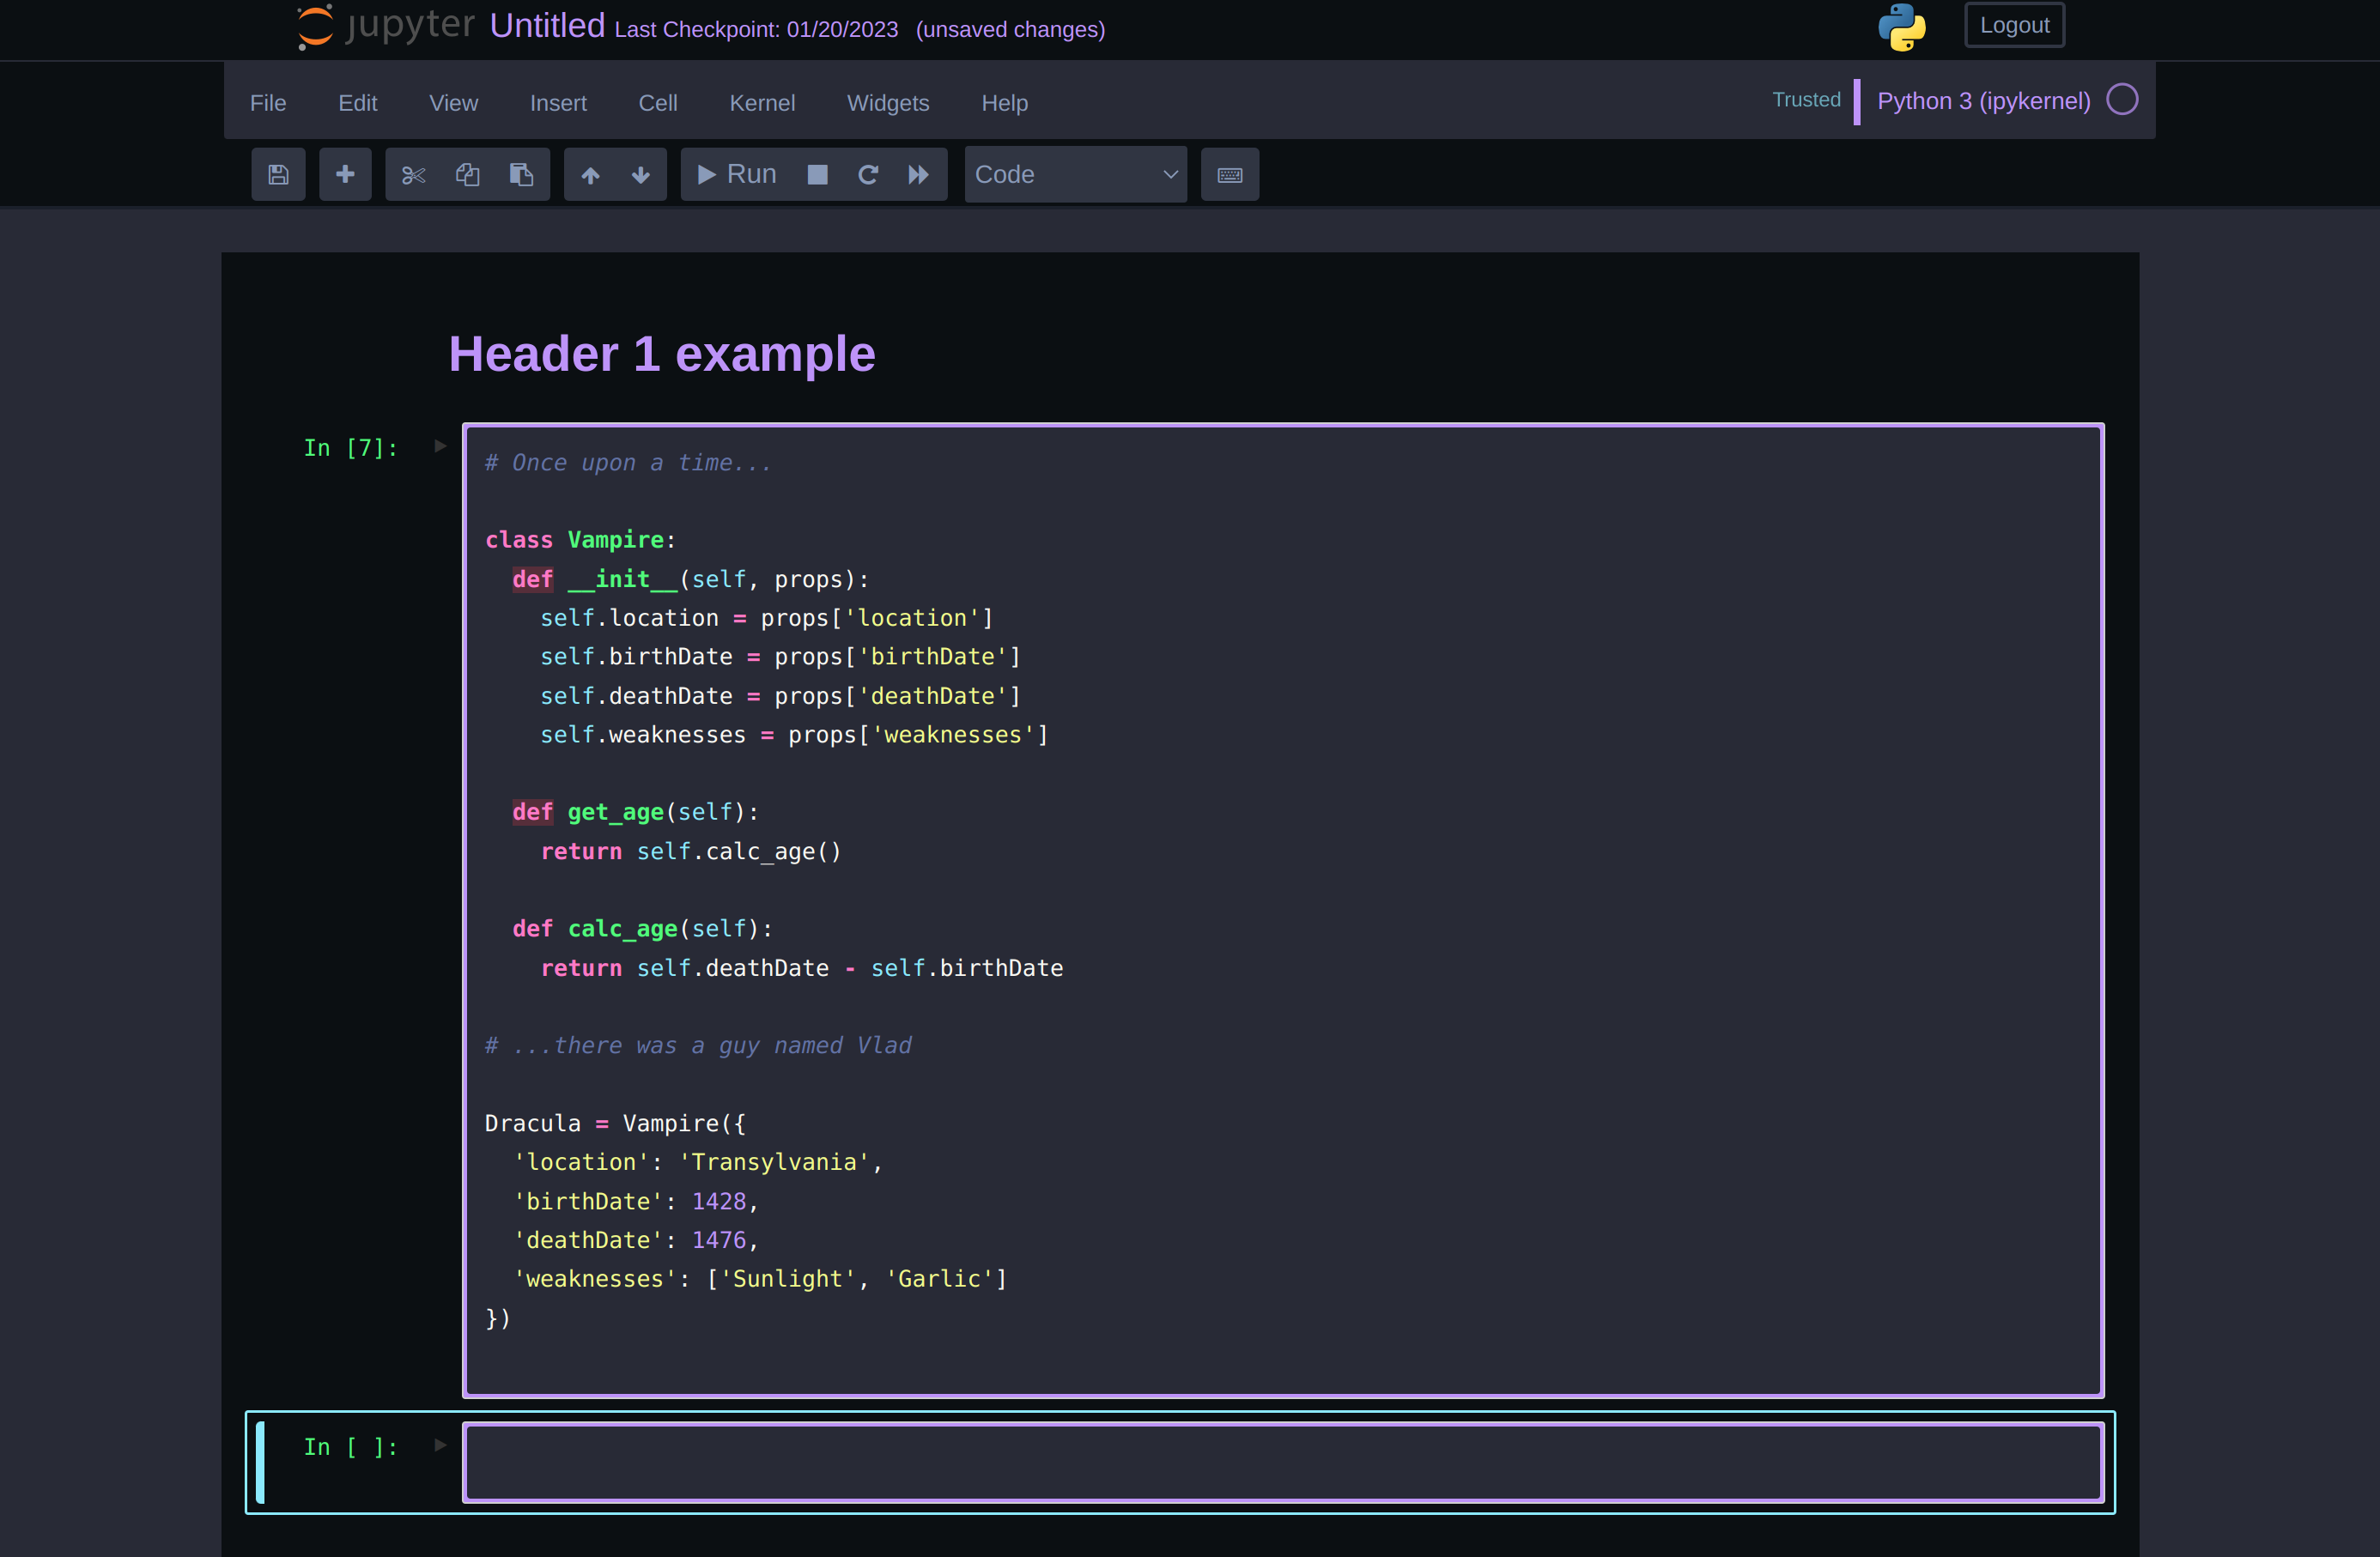 jupyter Untitled Last Checkpoint: 01/20/2023 (unsaved changes) Logout
File Edit View Insert Cell Kernel Widgets Help Trusted Python 3 (ipykernel)
Run Code
Header 1 example
In [7]:
# Once upon a time...
class Vampire:
  def __init__(self, props):
    self.location = props['location']
    self.birthDate = props['birthDate']
    self.deathDate = props['deathDate']
    self.weaknesses = props['weaknesses']
  def get_age(self):
    return self.calc_age()
  def calc_age(self):
    return self.deathDate - self.birthDate
# ...there was a guy named Vlad
Dracula = Vampire({
  'location': 'Transylvania',
  'birthDate': 1428,
  'deathDate': 1476,
  'weaknesses': ['Sunlight', 'Garlic']
})
In [ ]: